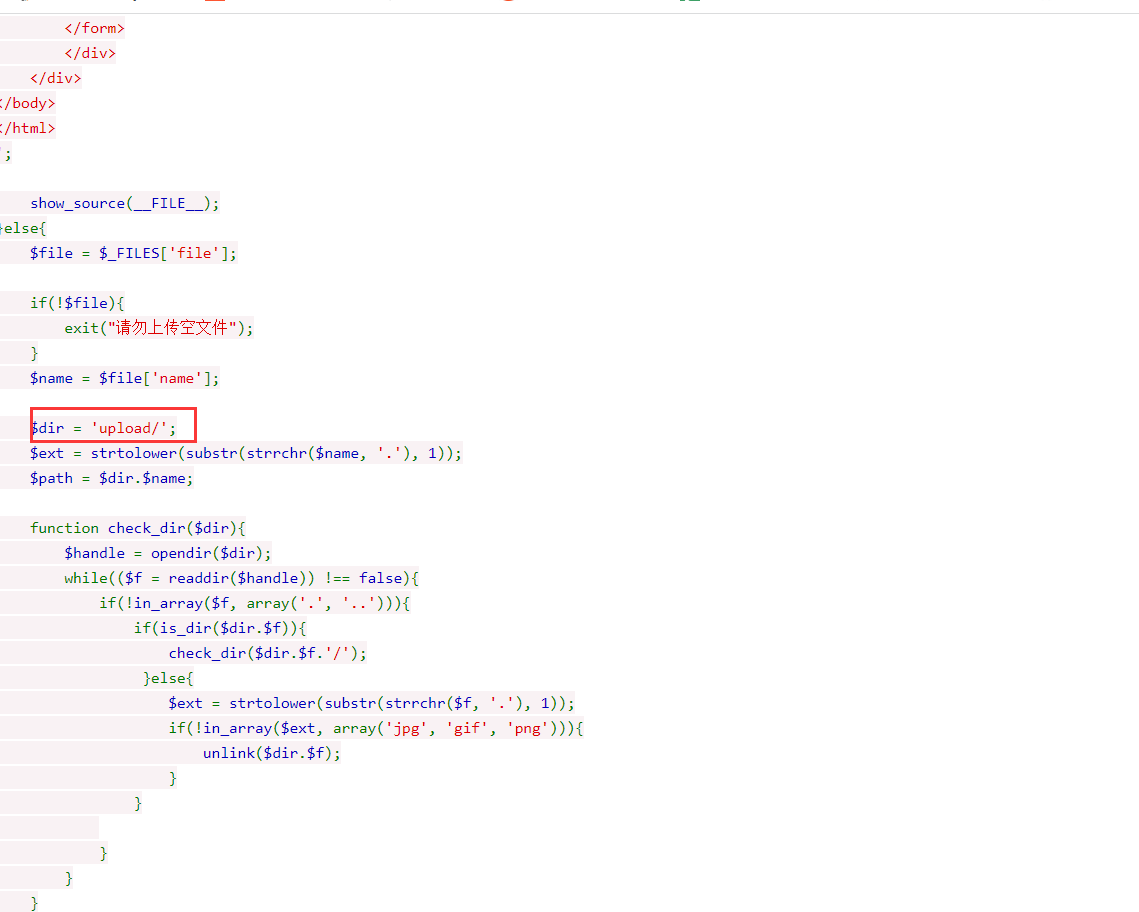 </form>
</div>
</div>
</body>
</html>
';
show_source(__FILE__);
}else{
$file = $_FILES['file'];
if(!$file){
exit("请勿上传空文件");
}
$name = $file['name'];
$dir = 'upload/';
$ext = strtolower(substr(strrchr($name, '.'), 1));
$path = $dir.$name;
function check_dir($dir){
$handle = opendir($dir);
while(($f = readdir($handle)) !== false){
if(!in_array($f, array('.', '..'))){
if(is_dir($dir.$f)){
check_dir($dir.$f.'/');
}else{
$ext = strtolower(substr(strrchr($f, '.'), 1));
if(!in_array($ext, array('jpg', 'gif', 'png'))){
unlink($dir.$f);
}
}
}
}
}